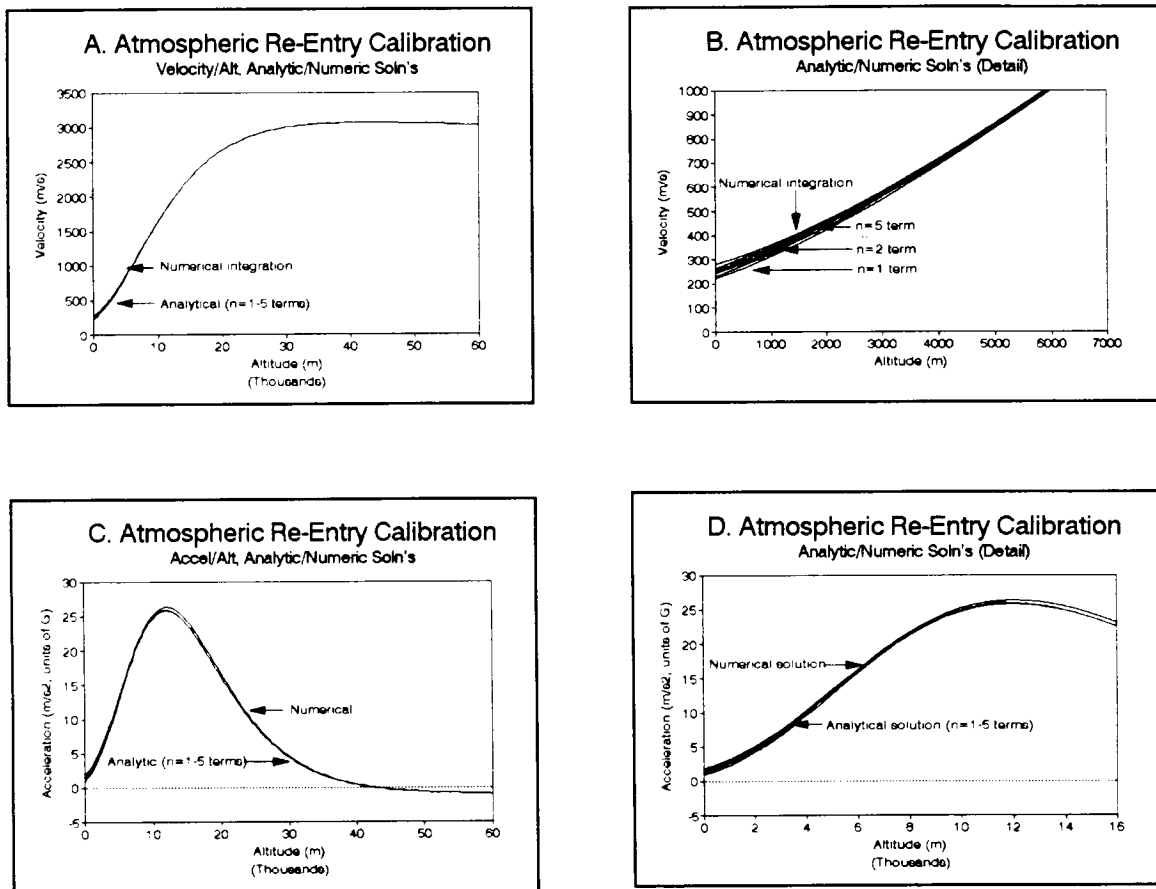 A. Atmospheric Re-Entry Calibration
Velocity/Alt, Analytic/Numeric Soln's
3500
3000
2500
2000
1500
1000
500
0
Velocity (m/s)
Numerical integration
Analytical (n=1-5 terms)
0 10 20 30 40 50 60
Altitude (m)
(Thousands)
B. Atmospheric Re-Entry Calibration
Analytic/Numeric Soln's (Detail)
1000
900
800
700
600
500
400
300
200
100
0
Velocity (m/s)
Numerical integration
n=5 term
n=2 term
n=1 term
0 1000 2000 3000 4000 5000 6000 7000
Altitude (m)
C. Atmospheric Re-Entry Calibration
Accel/Alt, Analytic/Numeric Soln's
30
25
20
15
10
5
0
-5
Acceleration (m/s2, units of G)
Numerical
Analytic (n=1-5 terms)
0 10 20 30 40 50 60
Altitude (m)
(Thousands)
D. Atmospheric Re-Entry Calibration
Analytic/Numeric Soln's (Detail)
30
25
20
15
10
5
0
-5
Acceleration (m/s2, units of G)
Numerical solution
Analytical solution (n=1-5 terms)
0 2 4 6 8 10 12 14 16
Altitude (m)
(Thousands)